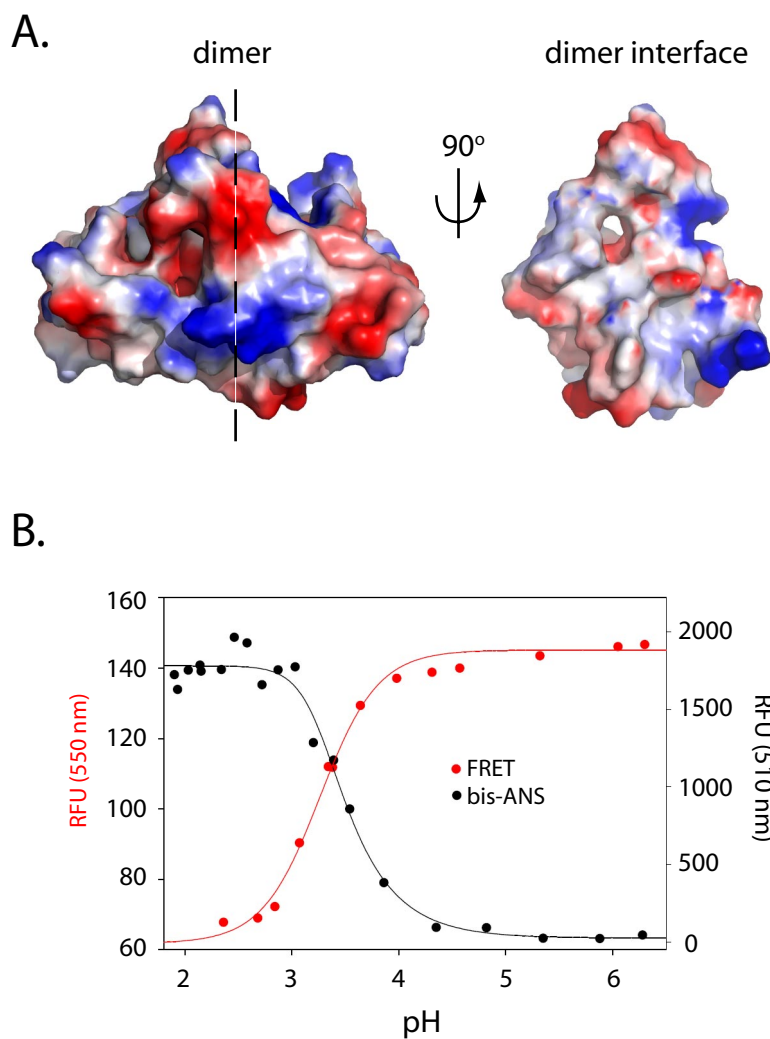 A.
dimer
dimer interface
90°
B.
160
140
120
100
80
60
RFU (550 nm)
2000
1500
1000
500
0
RFU (510 nm)
FRET
bis-ANS
2
3
4
5
6
pH